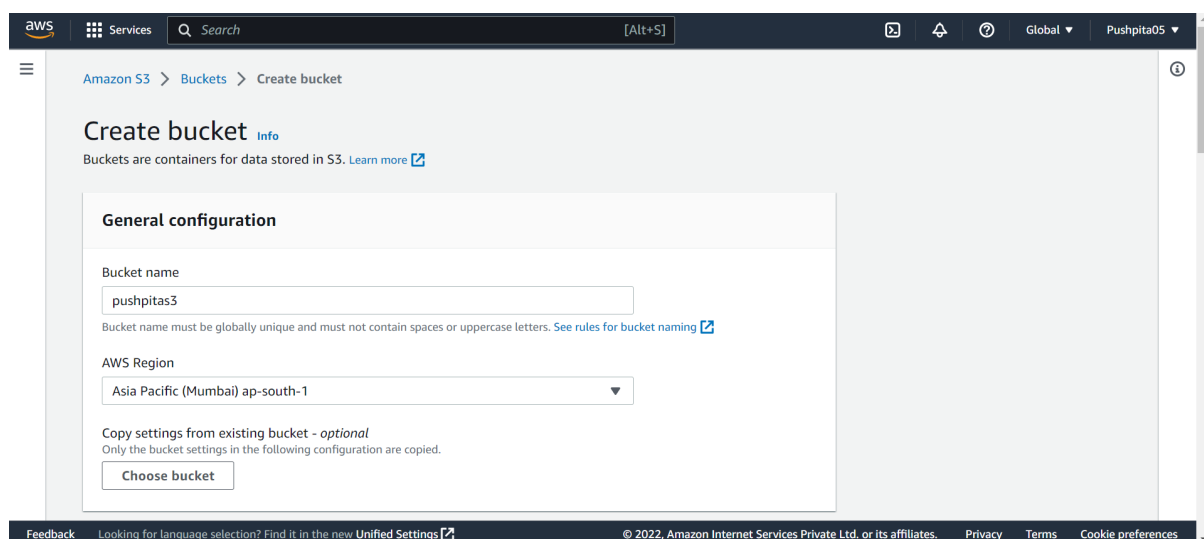 aws Services Search [Alt+S] Global Pushpita05
Amazon S3 Buckets Create bucket
Create bucket Info
Buckets are containers for data stored in S3. Learn more
General configuration
Bucket name
pushpitas3
Bucket name must be globally unique and must not contain spaces or uppercase letters. See rules for bucket naming
AWS Region
Asia Pacific (Mumbai) ap-south-1
Copy settings from existing bucket - optional
Only the bucket settings in the following configuration are copied.
Choose bucket
Feedback Looking for language selection? Find it in the new Unified Settings © 2022, Amazon Internet Services Private Ltd. or its affiliates. Privacy Terms Cookie preferences